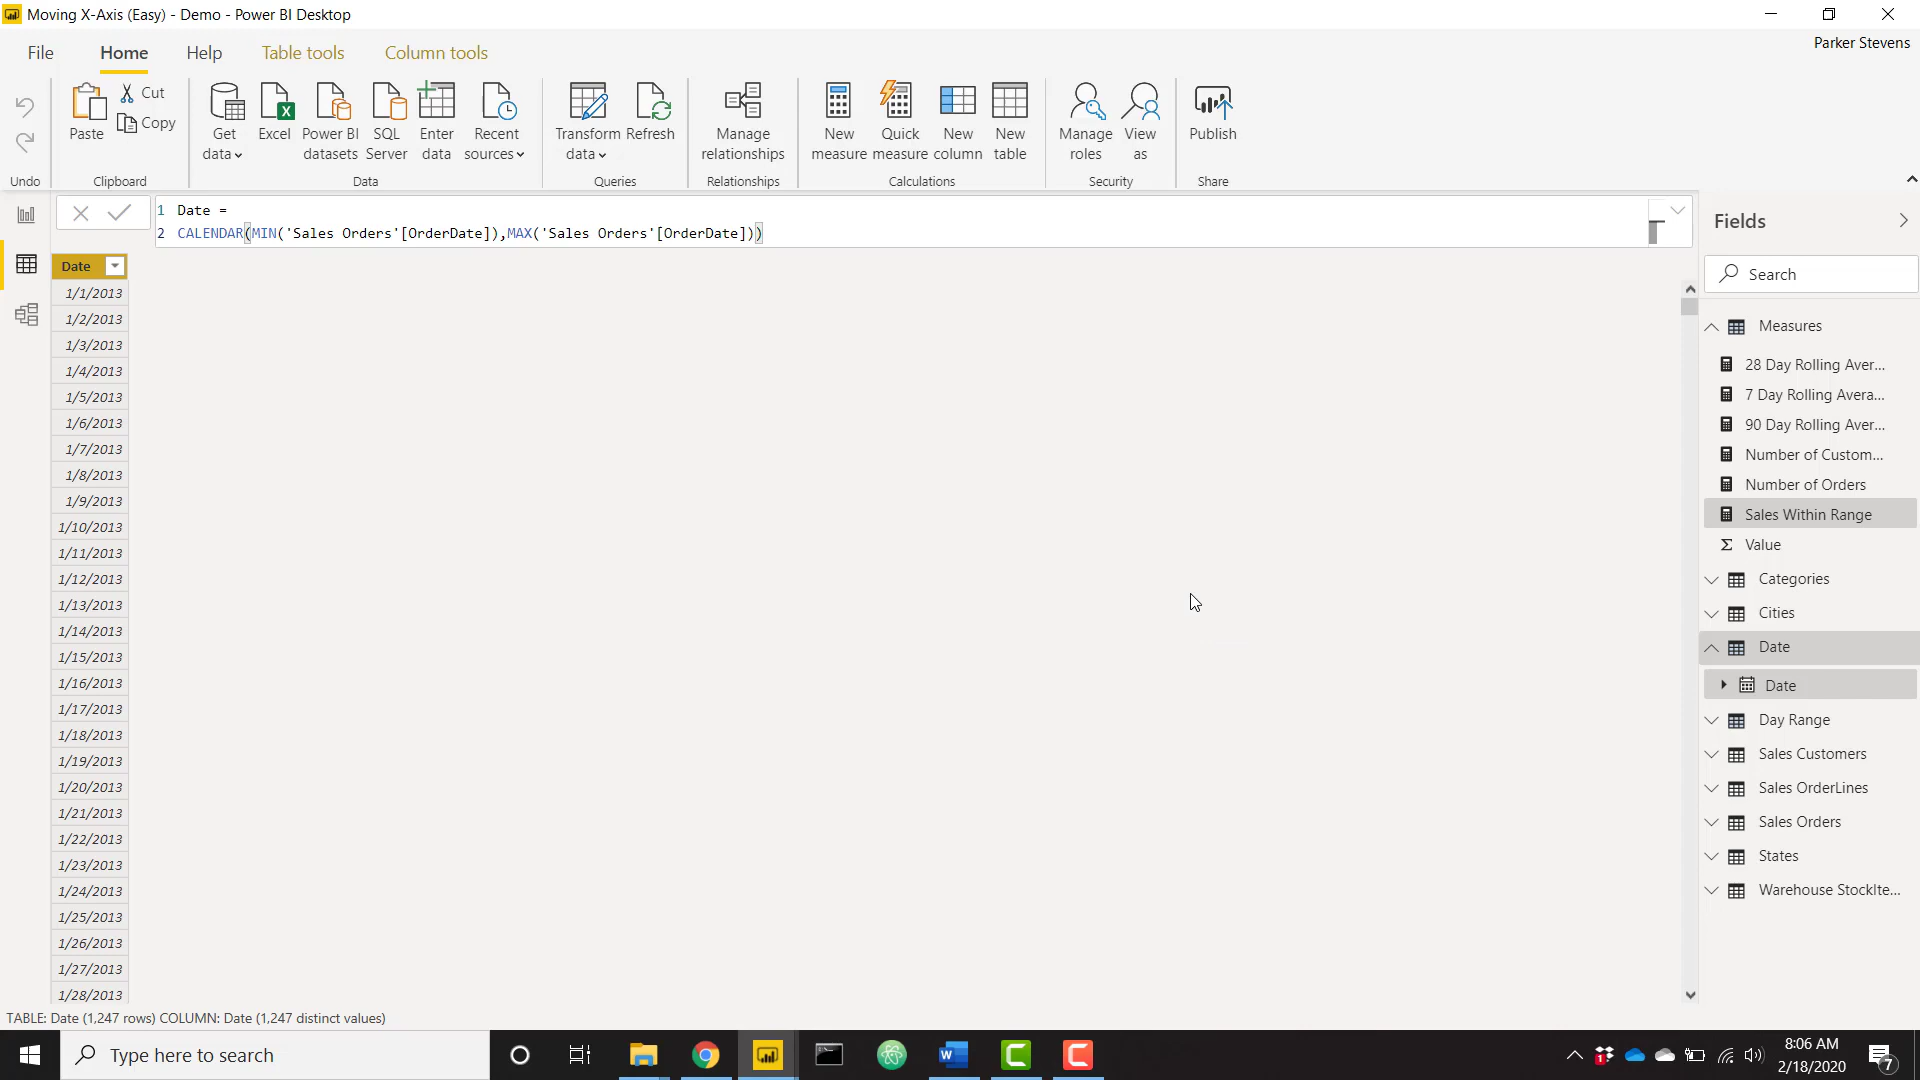 Moving X-Axis (Easy) - Demo - Power BI Desktop
Parker Stevens
File Home Help Table tools Column tools
Paste
Cut
Copy
Get data
Excel
Power BI datasets
SQL Server
Enter data
Recent sources
Transform data
Refresh
Manage relationships
New measure
Quick measure
New column
New table
Manage roles
View as
Publish
Undo Clipboard Data Queries Relationships Calculations Security Share
1 Date =
2 CALENDAR(MIN('Sales Orders'[OrderDate]),MAX('Sales Orders'[OrderDate]))
Date
1/1/2013
1/2/2013
1/3/2013
1/4/2013
1/5/2013
1/6/2013
1/7/2013
1/8/2013
1/9/2013
1/10/2013
1/11/2013
1/12/2013
1/13/2013
1/14/2013
1/15/2013
1/16/2013
1/17/2013
1/18/2013
1/19/2013
1/20/2013
1/21/2013
1/22/2013
1/23/2013
1/24/2013
1/25/2013
1/26/2013
1/27/2013
1/28/2013
Fields
Search
Measures
28 Day Rolling Aver...
7 Day Rolling Avera...
90 Day Rolling Aver...
Number of Custom...
Number of Orders
Sales Within Range
Σ Value
Categories
Cities
Date
Date
Day Range
Sales Customers
Sales OrderLines
Sales Orders
States
Warehouse StockIte...
TABLE: Date (1,247 rows) COLUMN: Date (1,247 distinct values)
Type here to search
8:06 AM
2/18/2020
7